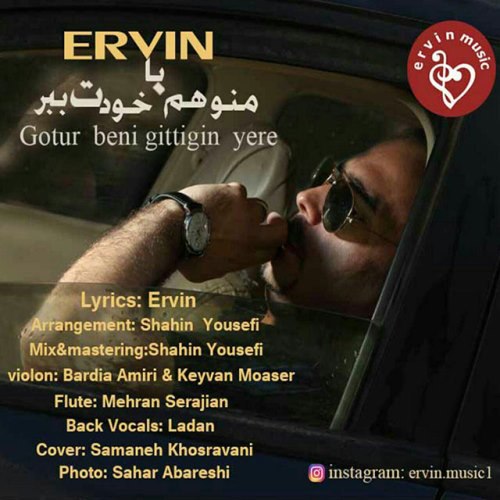 ERVIN
ervin music
با
منو هم خودت ببر
Gotur beni gittigin yere
Lyrics: Ervin
Arrangement: Shahin Yousefi
Mix&mastering:Shahin Yousefi
violon: Bardia Amiri & Keyvan Moaser
Flute: Mehran Serajian
Back Vocals: Ladan
Cover: Samaneh Khosravani
Photo: Sahar Abareshi
instagram: ervin.music1